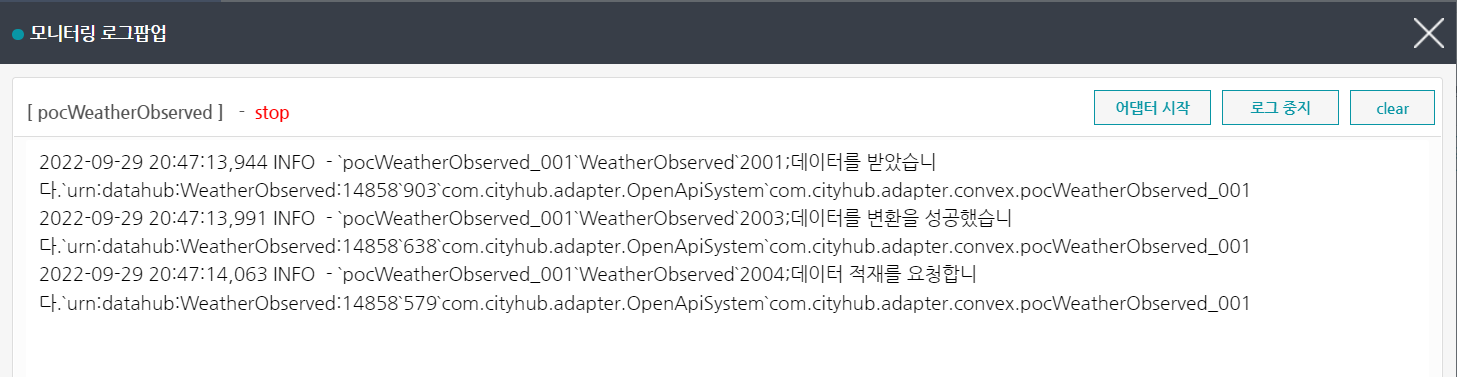 모니터링 로그팝업
[ pocWeatherObserved ] - stop
어댑터 시작 로그 중지 clear
2022-09-29 20:47:13,944 INFO - `pocWeatherObserved_001`WeatherObserved`2001;데이터를 받았습니
다.`urn:datahub:WeatherObserved:14858`903`com.cityhub.adapter.OpenApiSystem`com.cityhub.adapter.convex.pocWeatherObserved_001
2022-09-29 20:47:13,991 INFO - `pocWeatherObserved_001`WeatherObserved`2003;데이터를 변환을 성공했습니
다.`urn:datahub:WeatherObserved:14858`638`com.cityhub.adapter.OpenApiSystem`com.cityhub.adapter.convex.pocWeatherObserved_001
2022-09-29 20:47:14,063 INFO - `pocWeatherObserved_001`WeatherObserved`2004;데이터 적재를 요청합니
다.`urn:datahub:WeatherObserved:14858`579`com.cityhub.adapter.OpenApiSystem`com.cityhub.adapter.convex.pocWeatherObserved_001